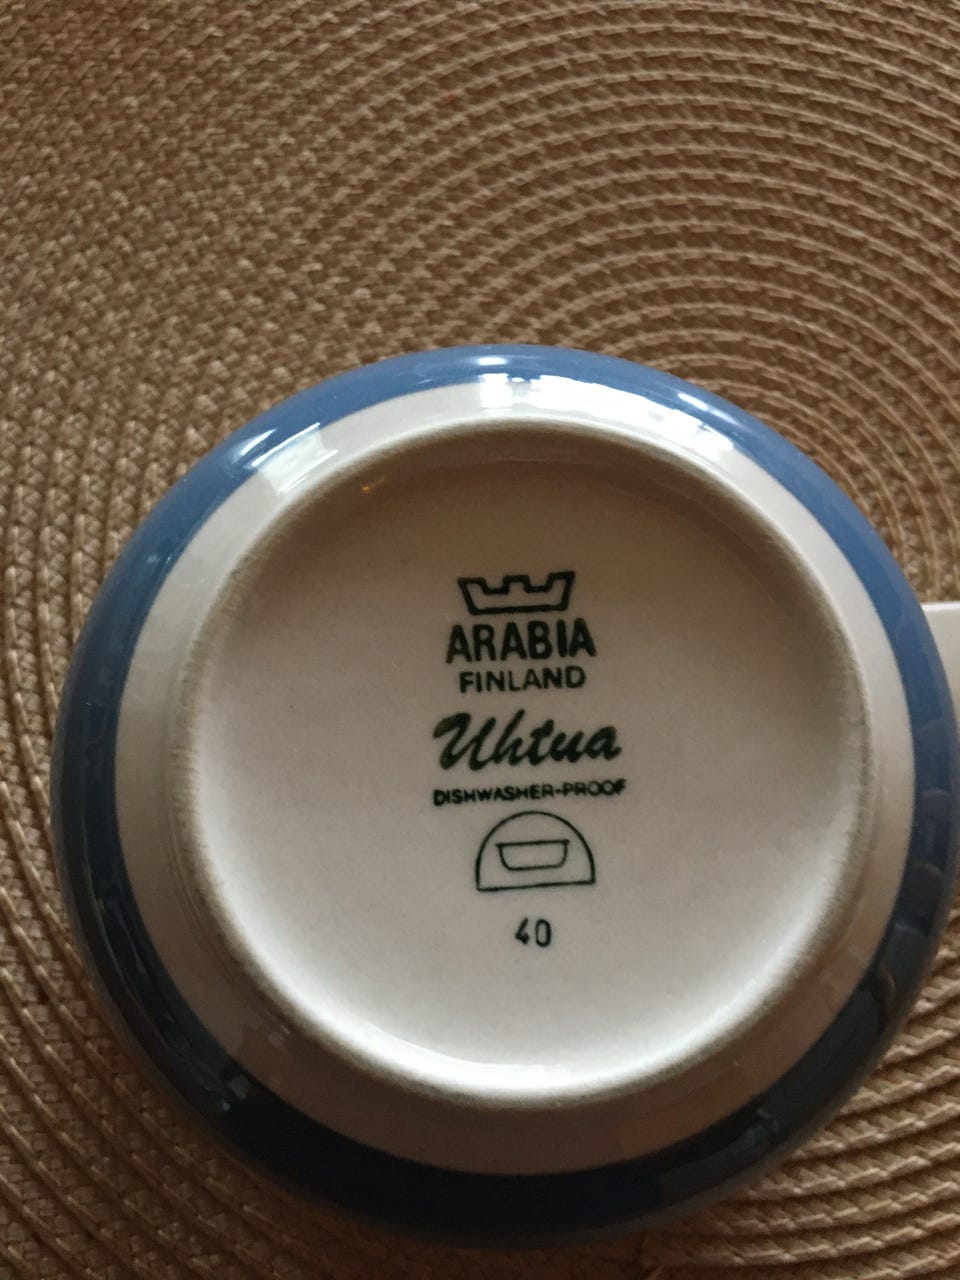 ARABIA
FINLAND
Uhtua
DISHWASHER-PROOF
40